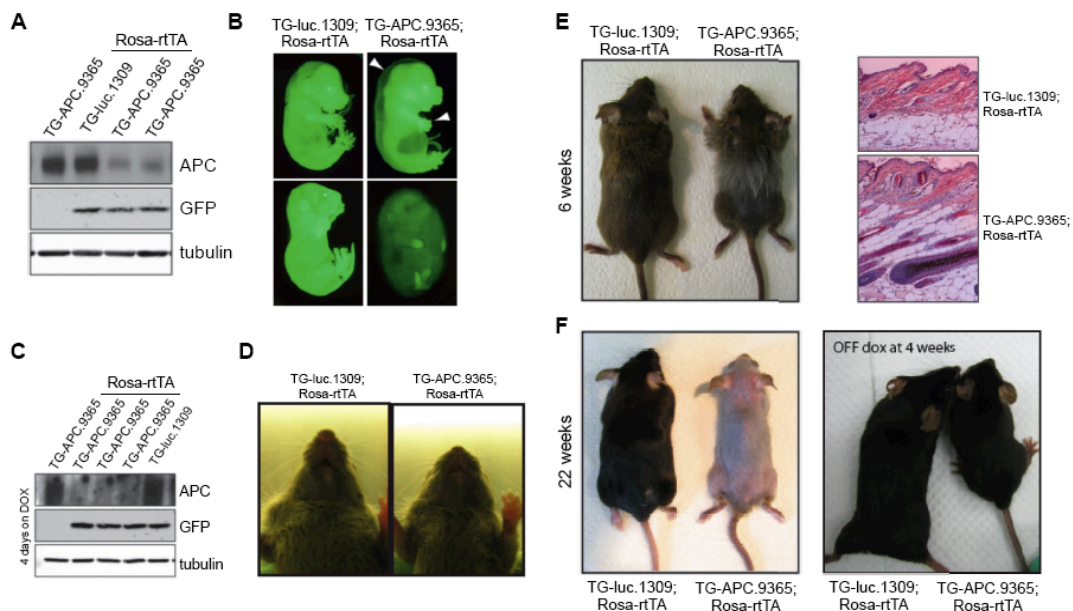 A
Rosa-rtTA
TG-APC.9365
TG-luc.1309
TG-APC.9365
TG-APC.9365
APC
GFP
tubulin
B
TG-luc.1309;
Rosa-rtTA
TG-APC.9365;
Rosa-rtTA
C
Rosa-rtTA
TG-APC.9365
TG-APC.9365
TG-APC.9365
TG-APC.9365
TG-luc.1309
4 days on DOX
APC
GFP
tubulin
D
TG-luc.1309;
Rosa-rtTA
TG-APC.9365;
Rosa-rtTA
E
TG-luc.1309;
Rosa-rtTA
TG-APC.9365;
Rosa-rtTA
6 weeks
TG-luc.1309;
Rosa-rtTA
TG-APC.9365;
Rosa-rtTA
F
22 weeks
TG-luc.1309;
Rosa-rtTA
TG-APC.9365;
Rosa-rtTA
OFF dox at 4 weeks
TG-luc.1309;
Rosa-rtTA
TG-APC.9365;
Rosa-rtTA